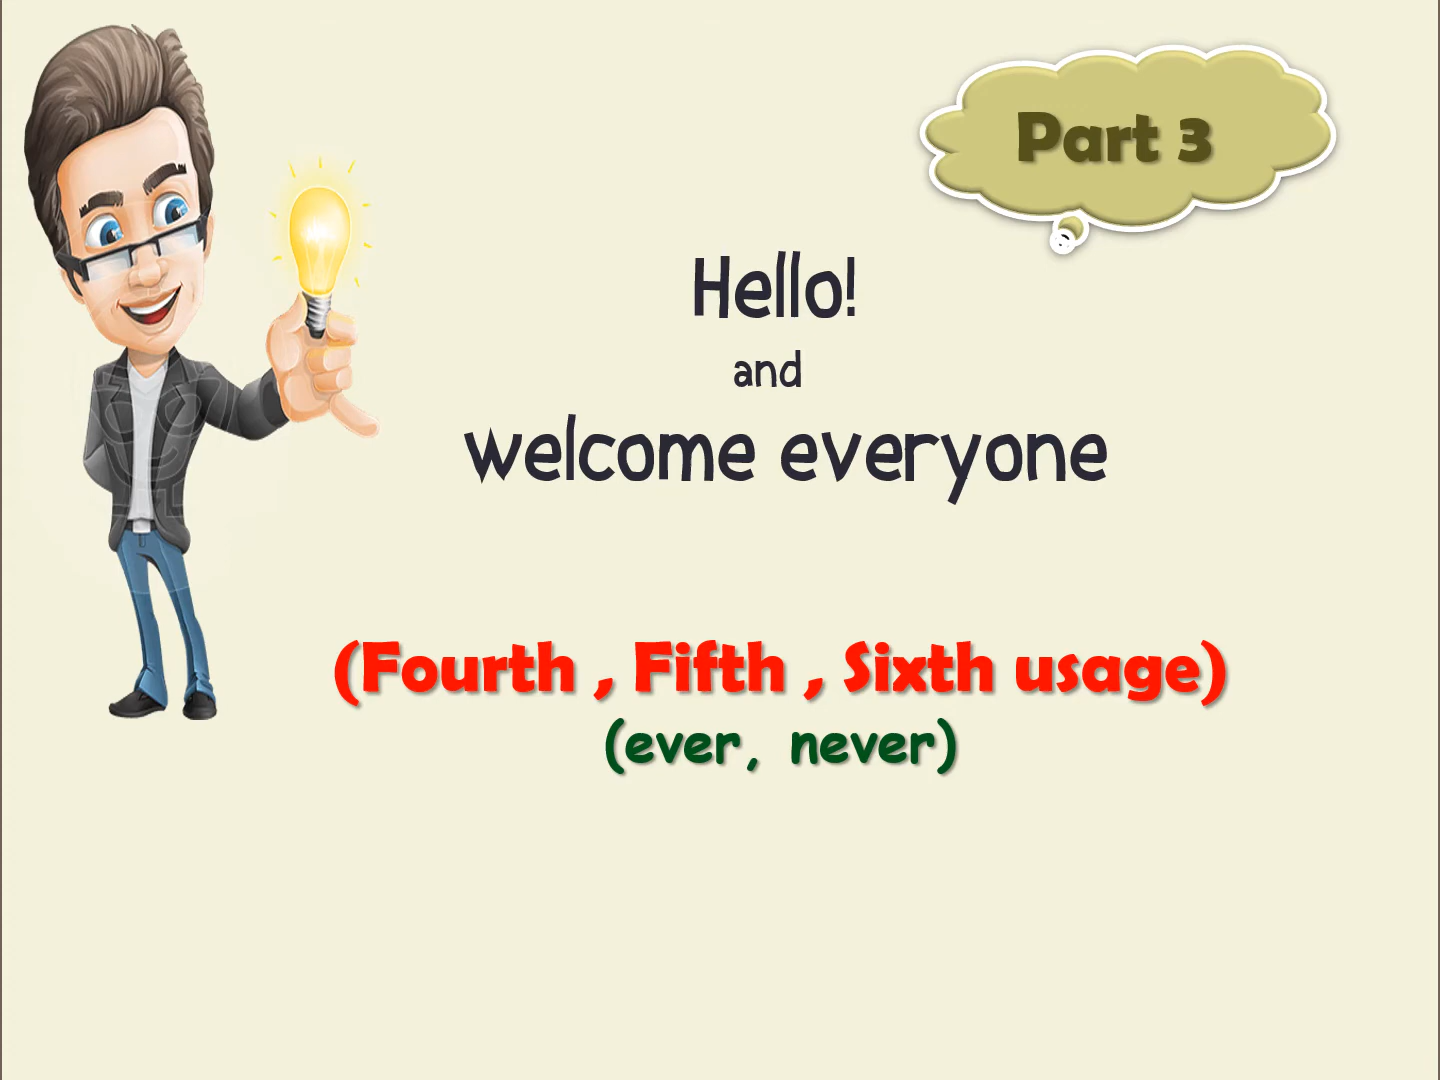 Part 3
Hello!
and
welcome everyone
(Fourth , Fifth , Sixth usage)
(ever, never)